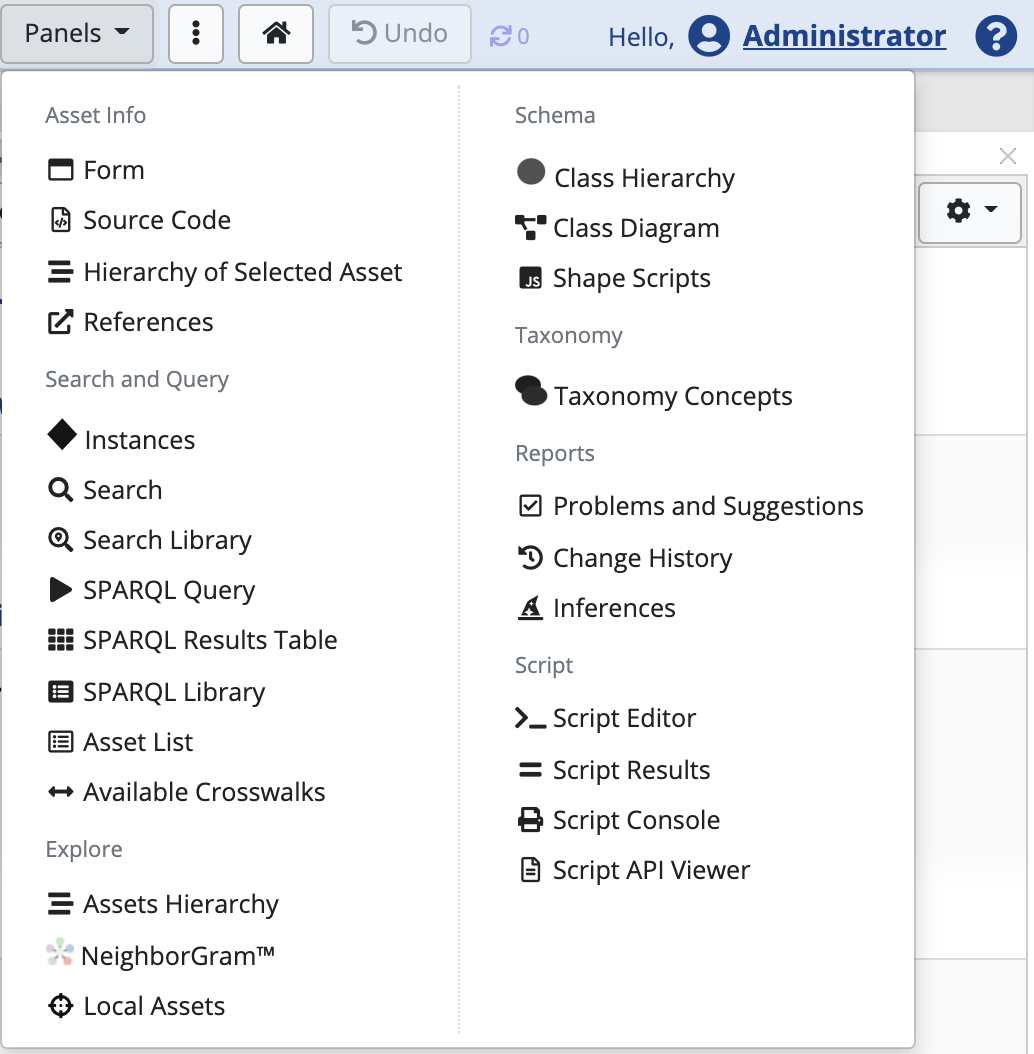 Panels
Undo
0
Hello,
Administrator
Asset Info
Form
Source Code
Hierarchy of Selected Asset
References
Search and Query
Instances
Search
Search Library
SPARQL Query
SPARQL Results Table
SPARQL Library
Asset List
Available Crosswalks
Explore
Assets Hierarchy
NeighborGram™
Local Assets
Schema
Class Hierarchy
Class Diagram
JS Shape Scripts
Taxonomy
Taxonomy Concepts
Reports
Problems and Suggestions
Change History
Inferences
Script
Script Editor
Script Results
Script Console
Script API Viewer